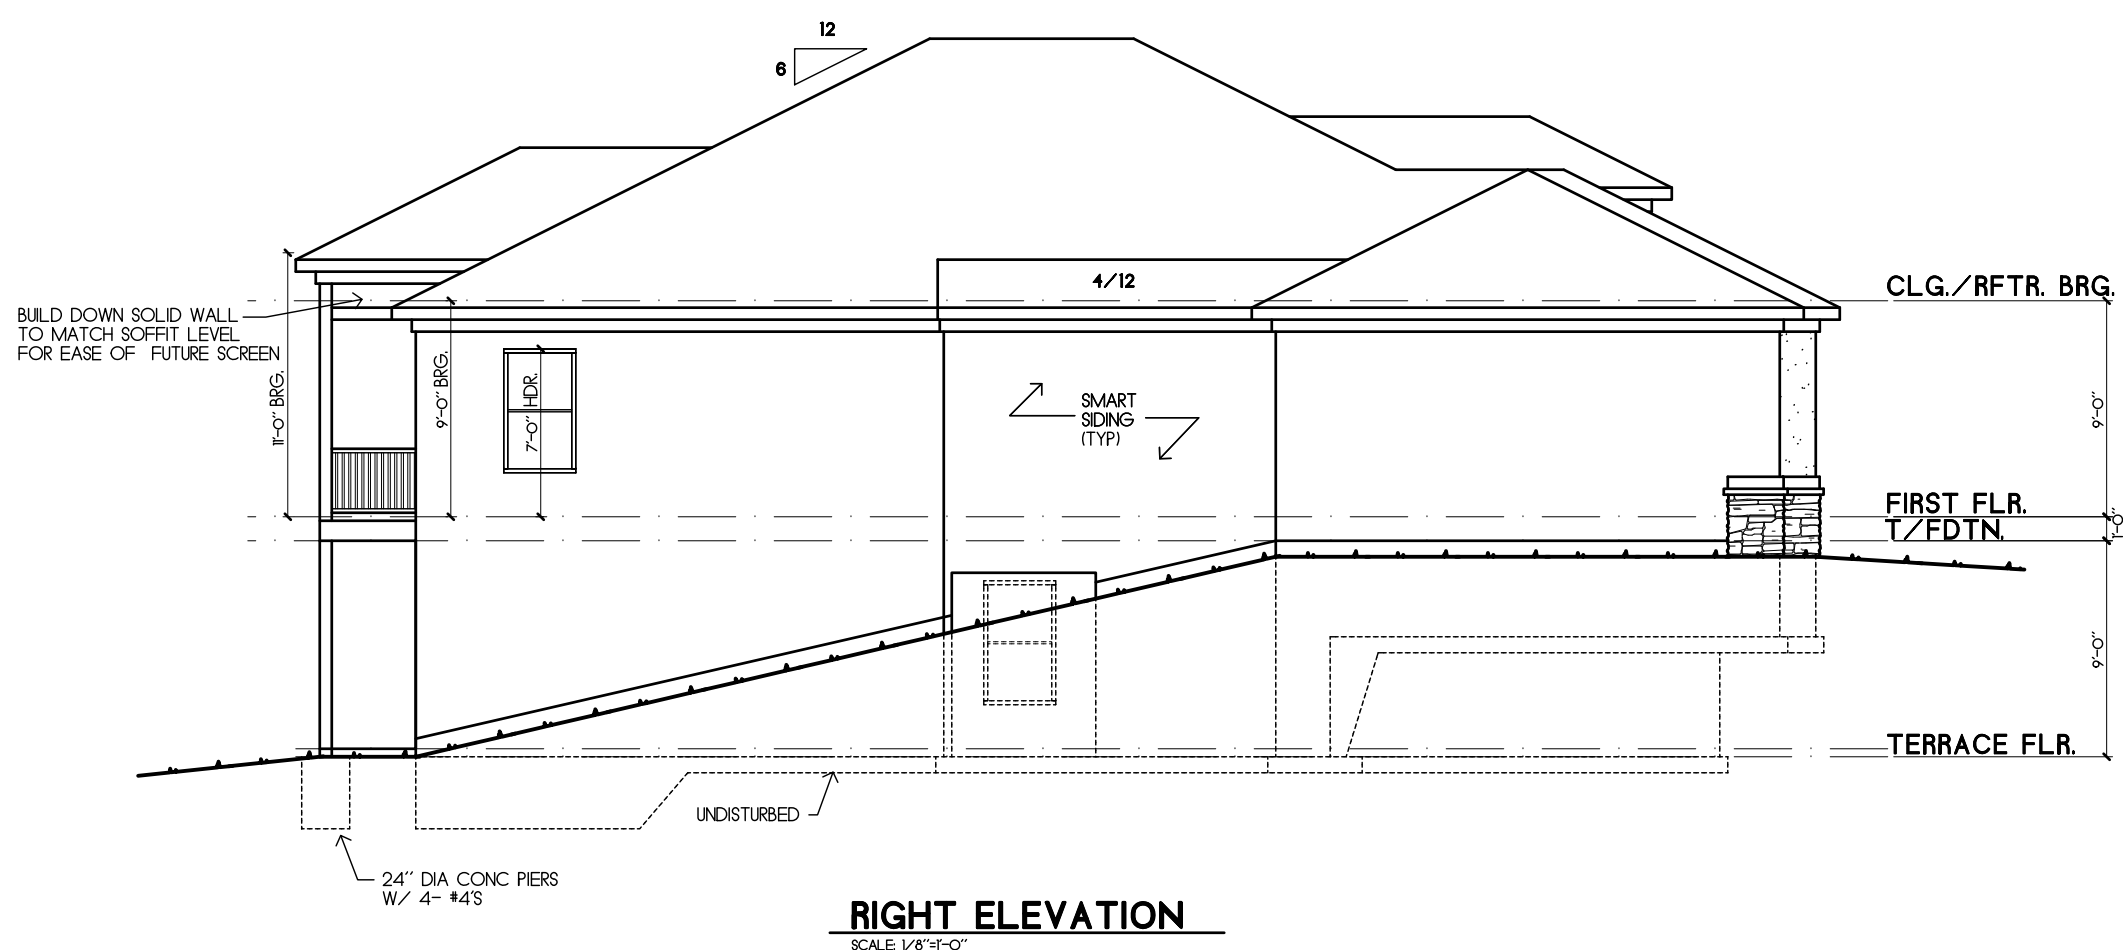 12
6
4/12
CLG./RFTR. BRG.
BUILD DOWN SOLID WALL
TO MATCH SOFFIT LEVEL
FOR EASE OF FUTURE SCREEN
11'-0" BRG.
9'-0" BRG.
7'-0" HDR.
SMART
SIDING
(TYP)
9'-0"
FIRST FLR.
T/FDTN.
1'-0"
9'-0"
TERRACE FLR.
UNDISTURBED
24" DIA CONC PIERS
W/ 4- #4'S
RIGHT ELEVATION
SCALE: 1/8"=1'-0"